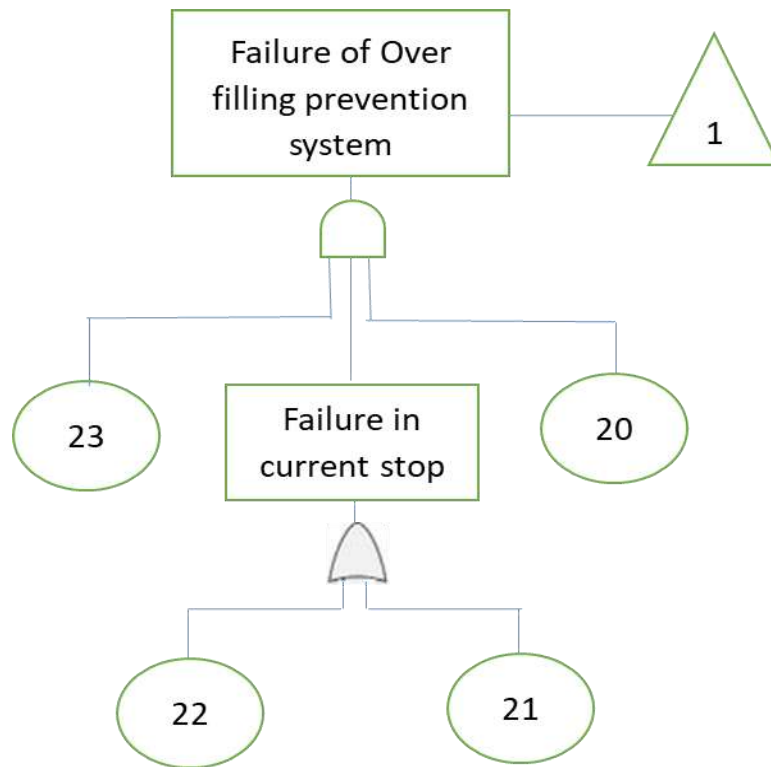 Failure of Over
filling prevention
system
1
23
Failure in
current stop
20
22
21